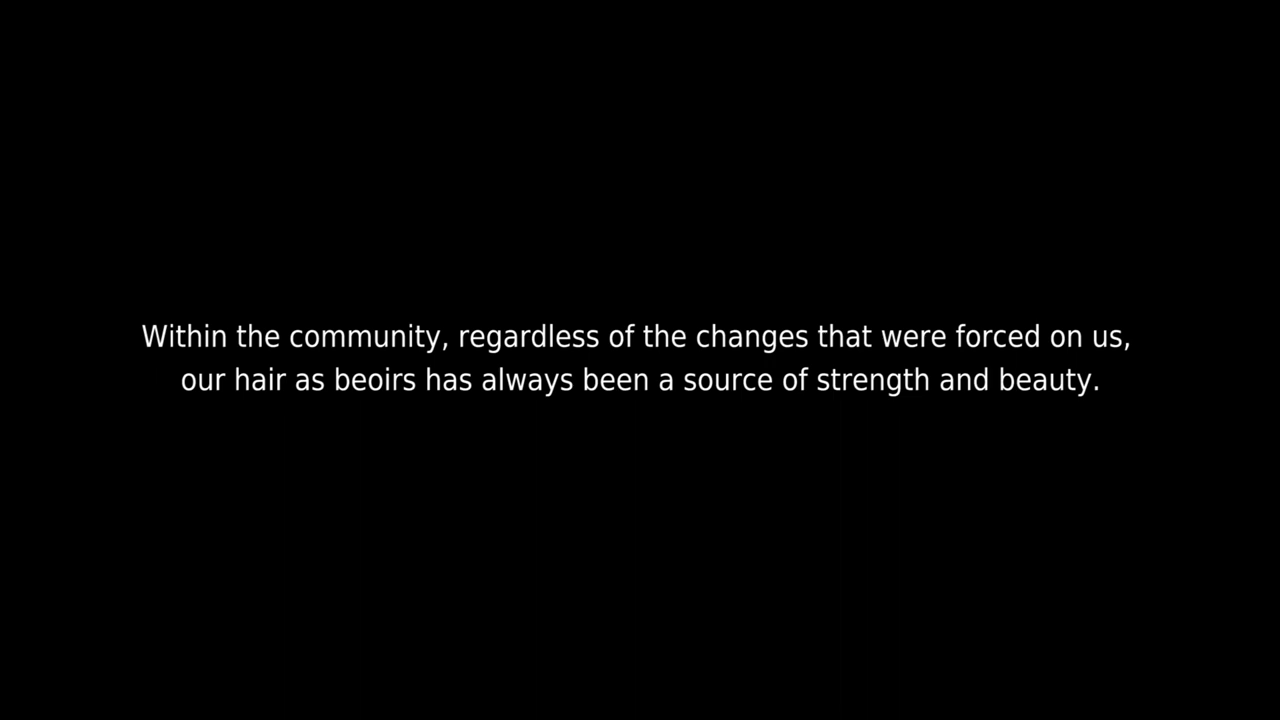 Within the community, regardless of the changes that were forced on us,
our hair as beoirs has always been a source of strength and beauty.